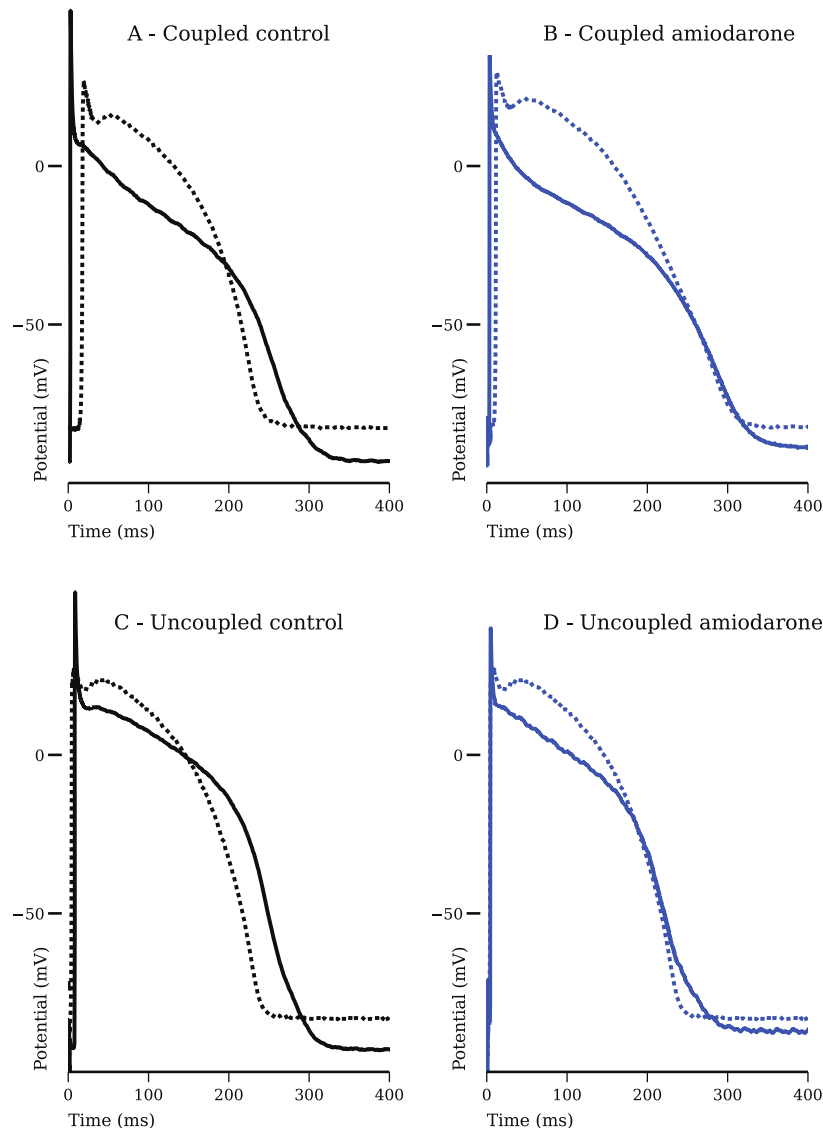 A - Coupled control
0
−50
Potential (mV)
0 100 200 300 400
Time (ms)
B - Coupled amiodarone
0
−50
Potential (mV)
0 100 200 300 400
Time (ms)
C - Uncoupled control
0
−50
Potential (mV)
0 100 200 300 400
Time (ms)
D - Uncoupled amiodarone
0
−50
Potential (mV)
0 100 200 300 400
Time (ms)